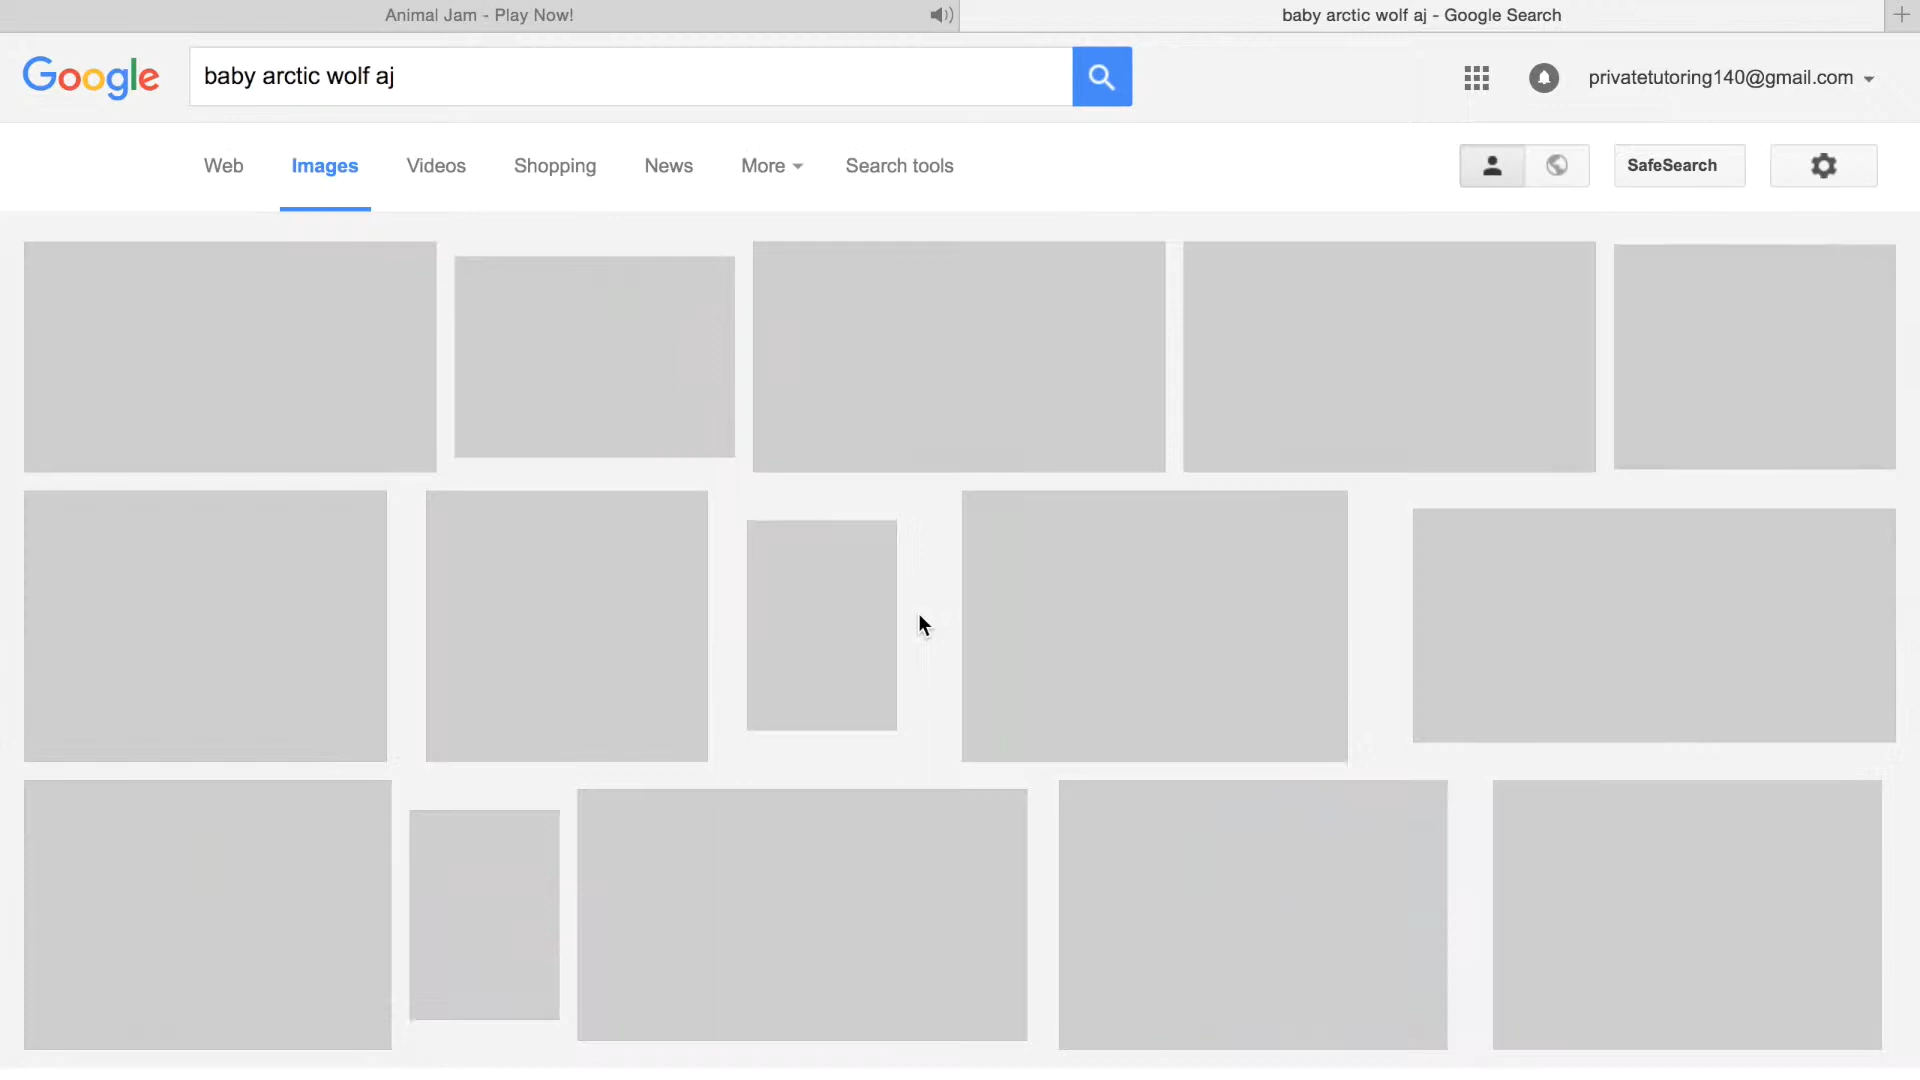 Animal Jam - Play Now!
baby arctic wolf aj - Google Search
Google
baby arctic wolf aj
privatetutoring140@gmail.com
Web Images Videos Shopping News More Search tools
SafeSearch